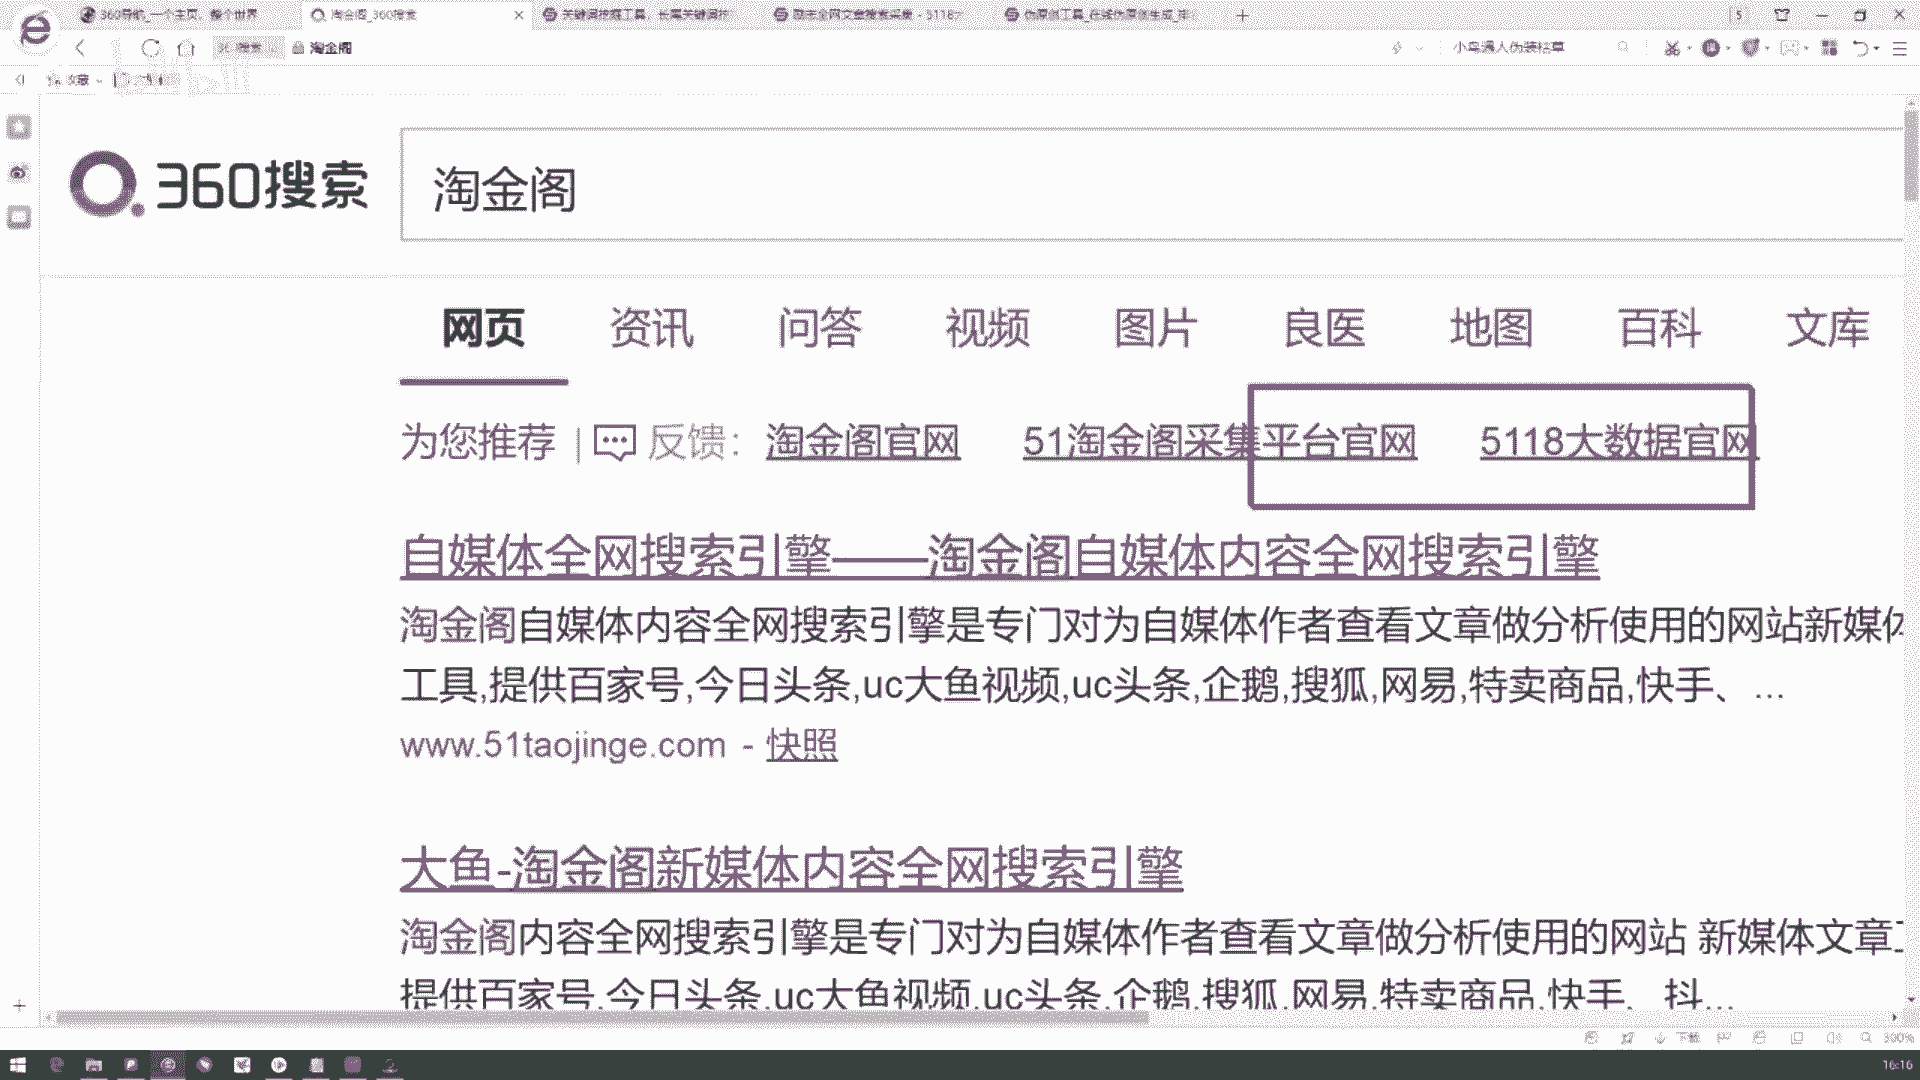 360导航_一个主页，整个世界
淘金阁_360搜索
关键词挖掘工具，长尾关键词挖
励志全网文章搜索采集 - 5118大
伪原创工具_在线伪原创生成_
5
淘金阁
小鸟遇人伪装枯草
收藏
360搜索
淘金阁
网页 资讯 问答 视频 图片 良医 地图 百科 文库
为您推荐 | 反馈： 淘金阁官网 51淘金阁采集平台官网 5118大数据官网
自媒体全网搜索引擎——淘金阁自媒体内容全网搜索引擎
淘金阁自媒体内容全网搜索引擎是专门对为自媒体作者查看文章做分析使用的网站新媒体
工具,提供百家号,今日头条,uc大鱼视频,uc头条,企鹅,搜狐,网易,特卖商品,快手、...
www.51taojinge.com - 快照
大鱼-淘金阁新媒体内容全网搜索引擎
淘金阁内容全网搜索引擎是专门对为自媒体作者查看文章做分析使用的网站 新媒体文章工
提供百家号,今日头条,uc大鱼视频,uc头条,企鹅,搜狐,网易,特卖商品,快手、抖...
下载
300%
16:16